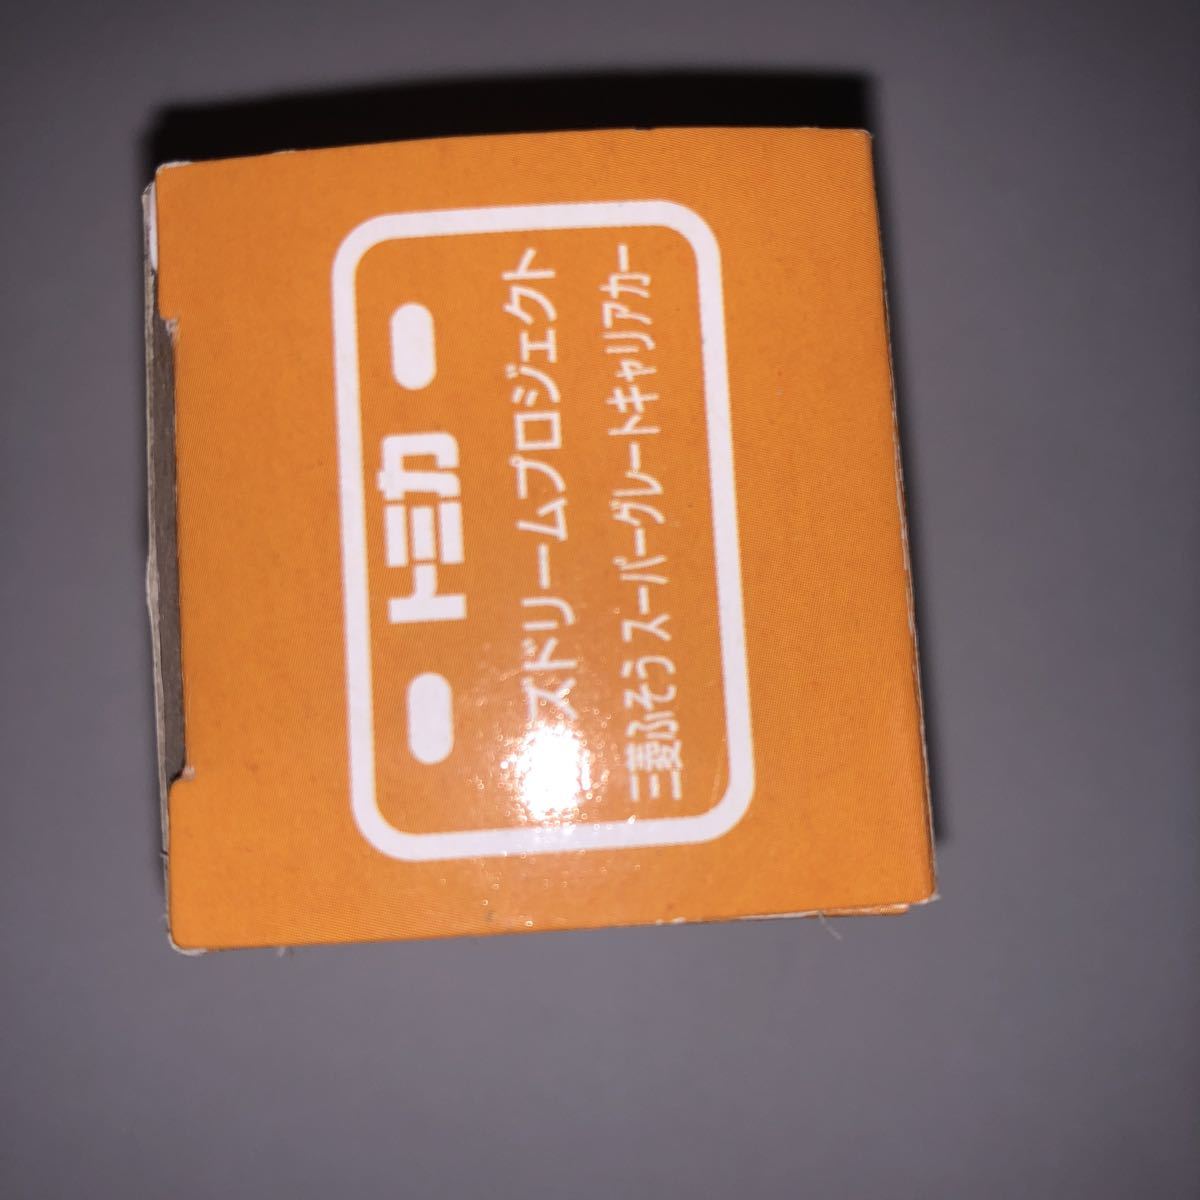 トミカ
ズドリームプロジェクト
三菱ふそう スーパーグレートキャリアカー